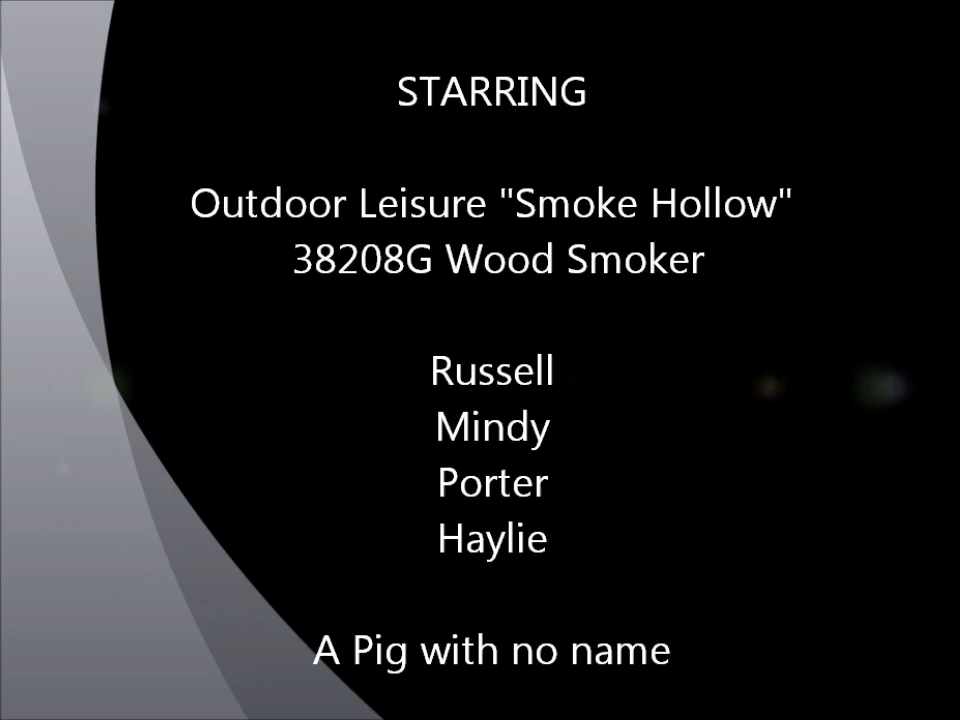 STARRING
Outdoor Leisure "Smoke Hollow"
38208G Wood Smoker
Russell
Mindy
Porter
Haylie
A Pig with no name